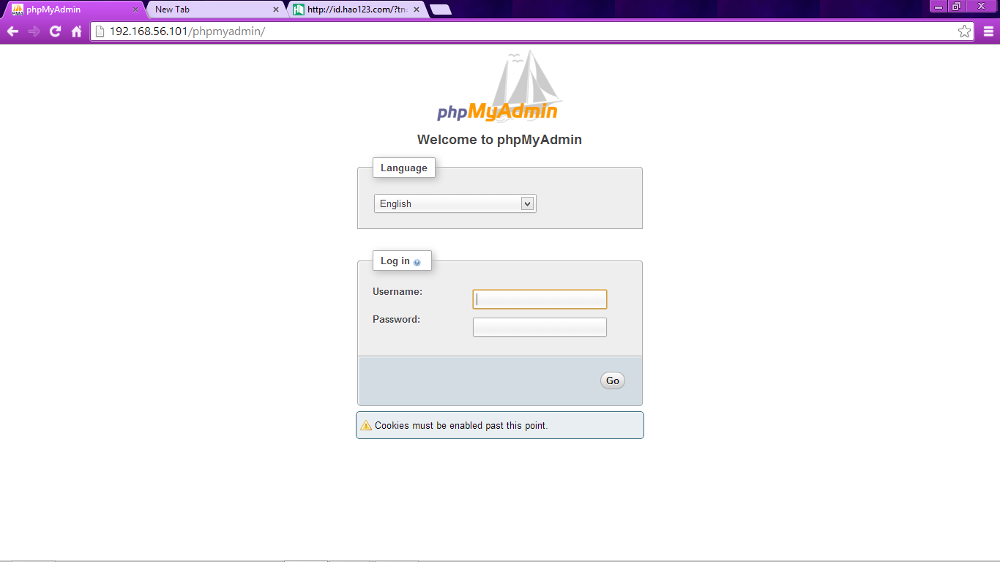 phpMyAdmin
New Tab
http://id.hao123.com/?tn=
192.168.56.101/phpmyadmin/
phpMyAdmin
Welcome to phpMyAdmin
Language
English
Log in
Username:
Password:
Go
Cookies must be enabled past this point.